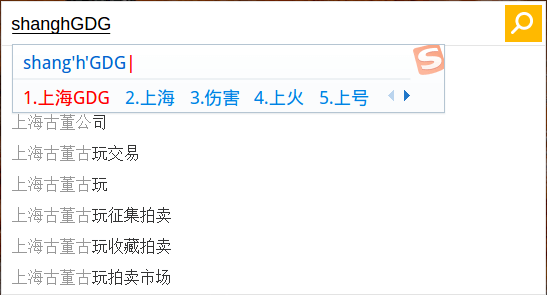 shanghGDG
shang'h'GDG
1.上海GDG 2.上海 3.伤害 4.上火 5.上号
上海古董公司
上海古董古玩交易
上海古董古玩
上海古董古玩征集拍卖
上海古董古玩收藏拍卖
上海古董古玩拍卖市场